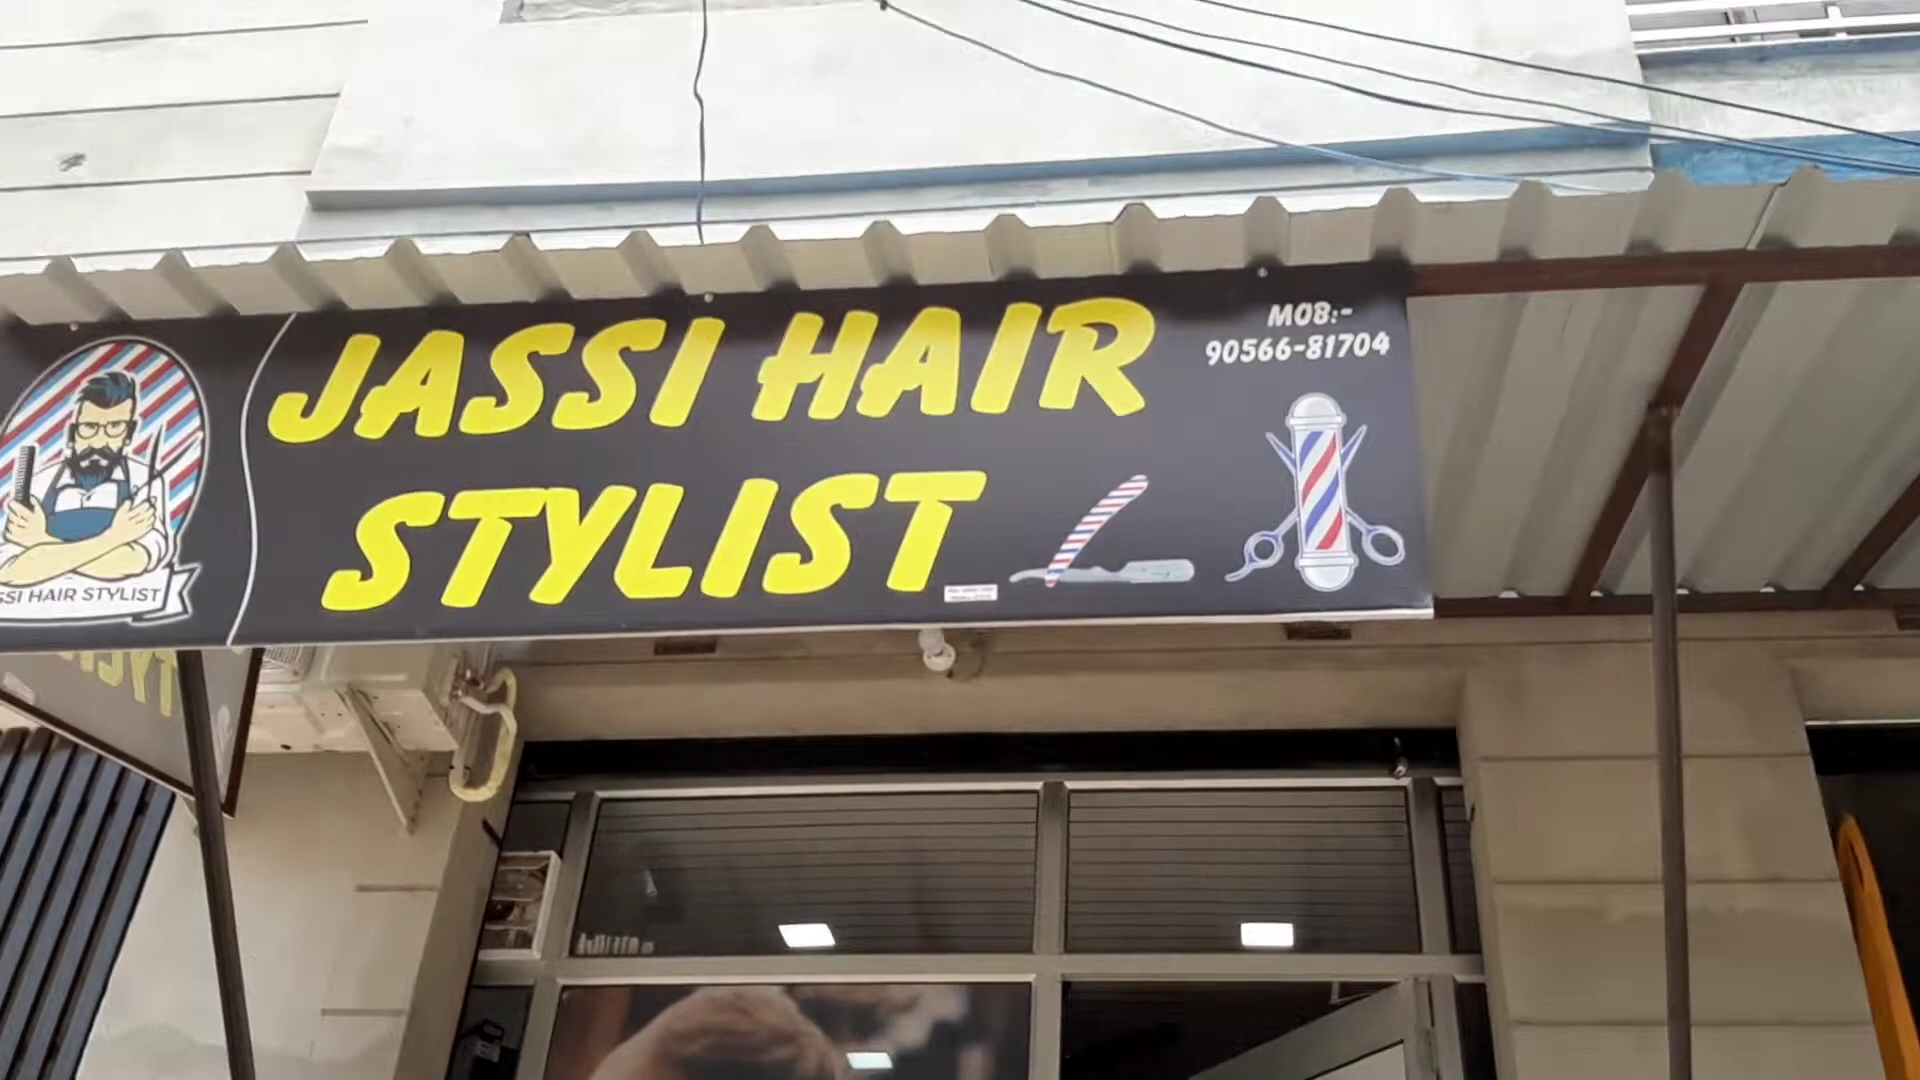 JASSI HAIR
STYLIST
MOB:-
90566-81704
SSI HAIR STYLIST